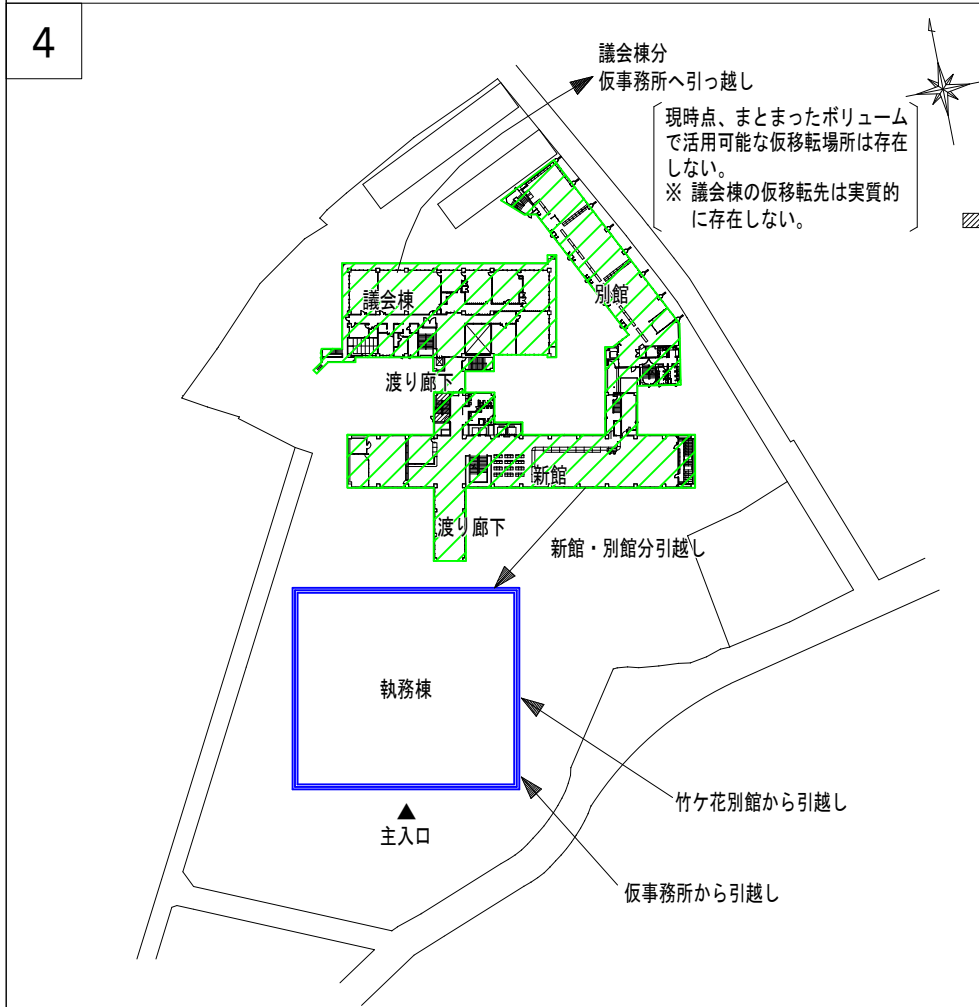 4
議会棟分
仮事務所へ引っ越し
現時点、まとまったボリューム
で活用可能な仮移転場所は存在
しない。
※ 議会棟の仮移転先は実質的
に存在しない。
議会棟
別館
渡り廊下
新館
渡り廊下
新館・別館分引越し
執務棟
竹ケ花別館から引越し
主入口
仮事務所から引越し